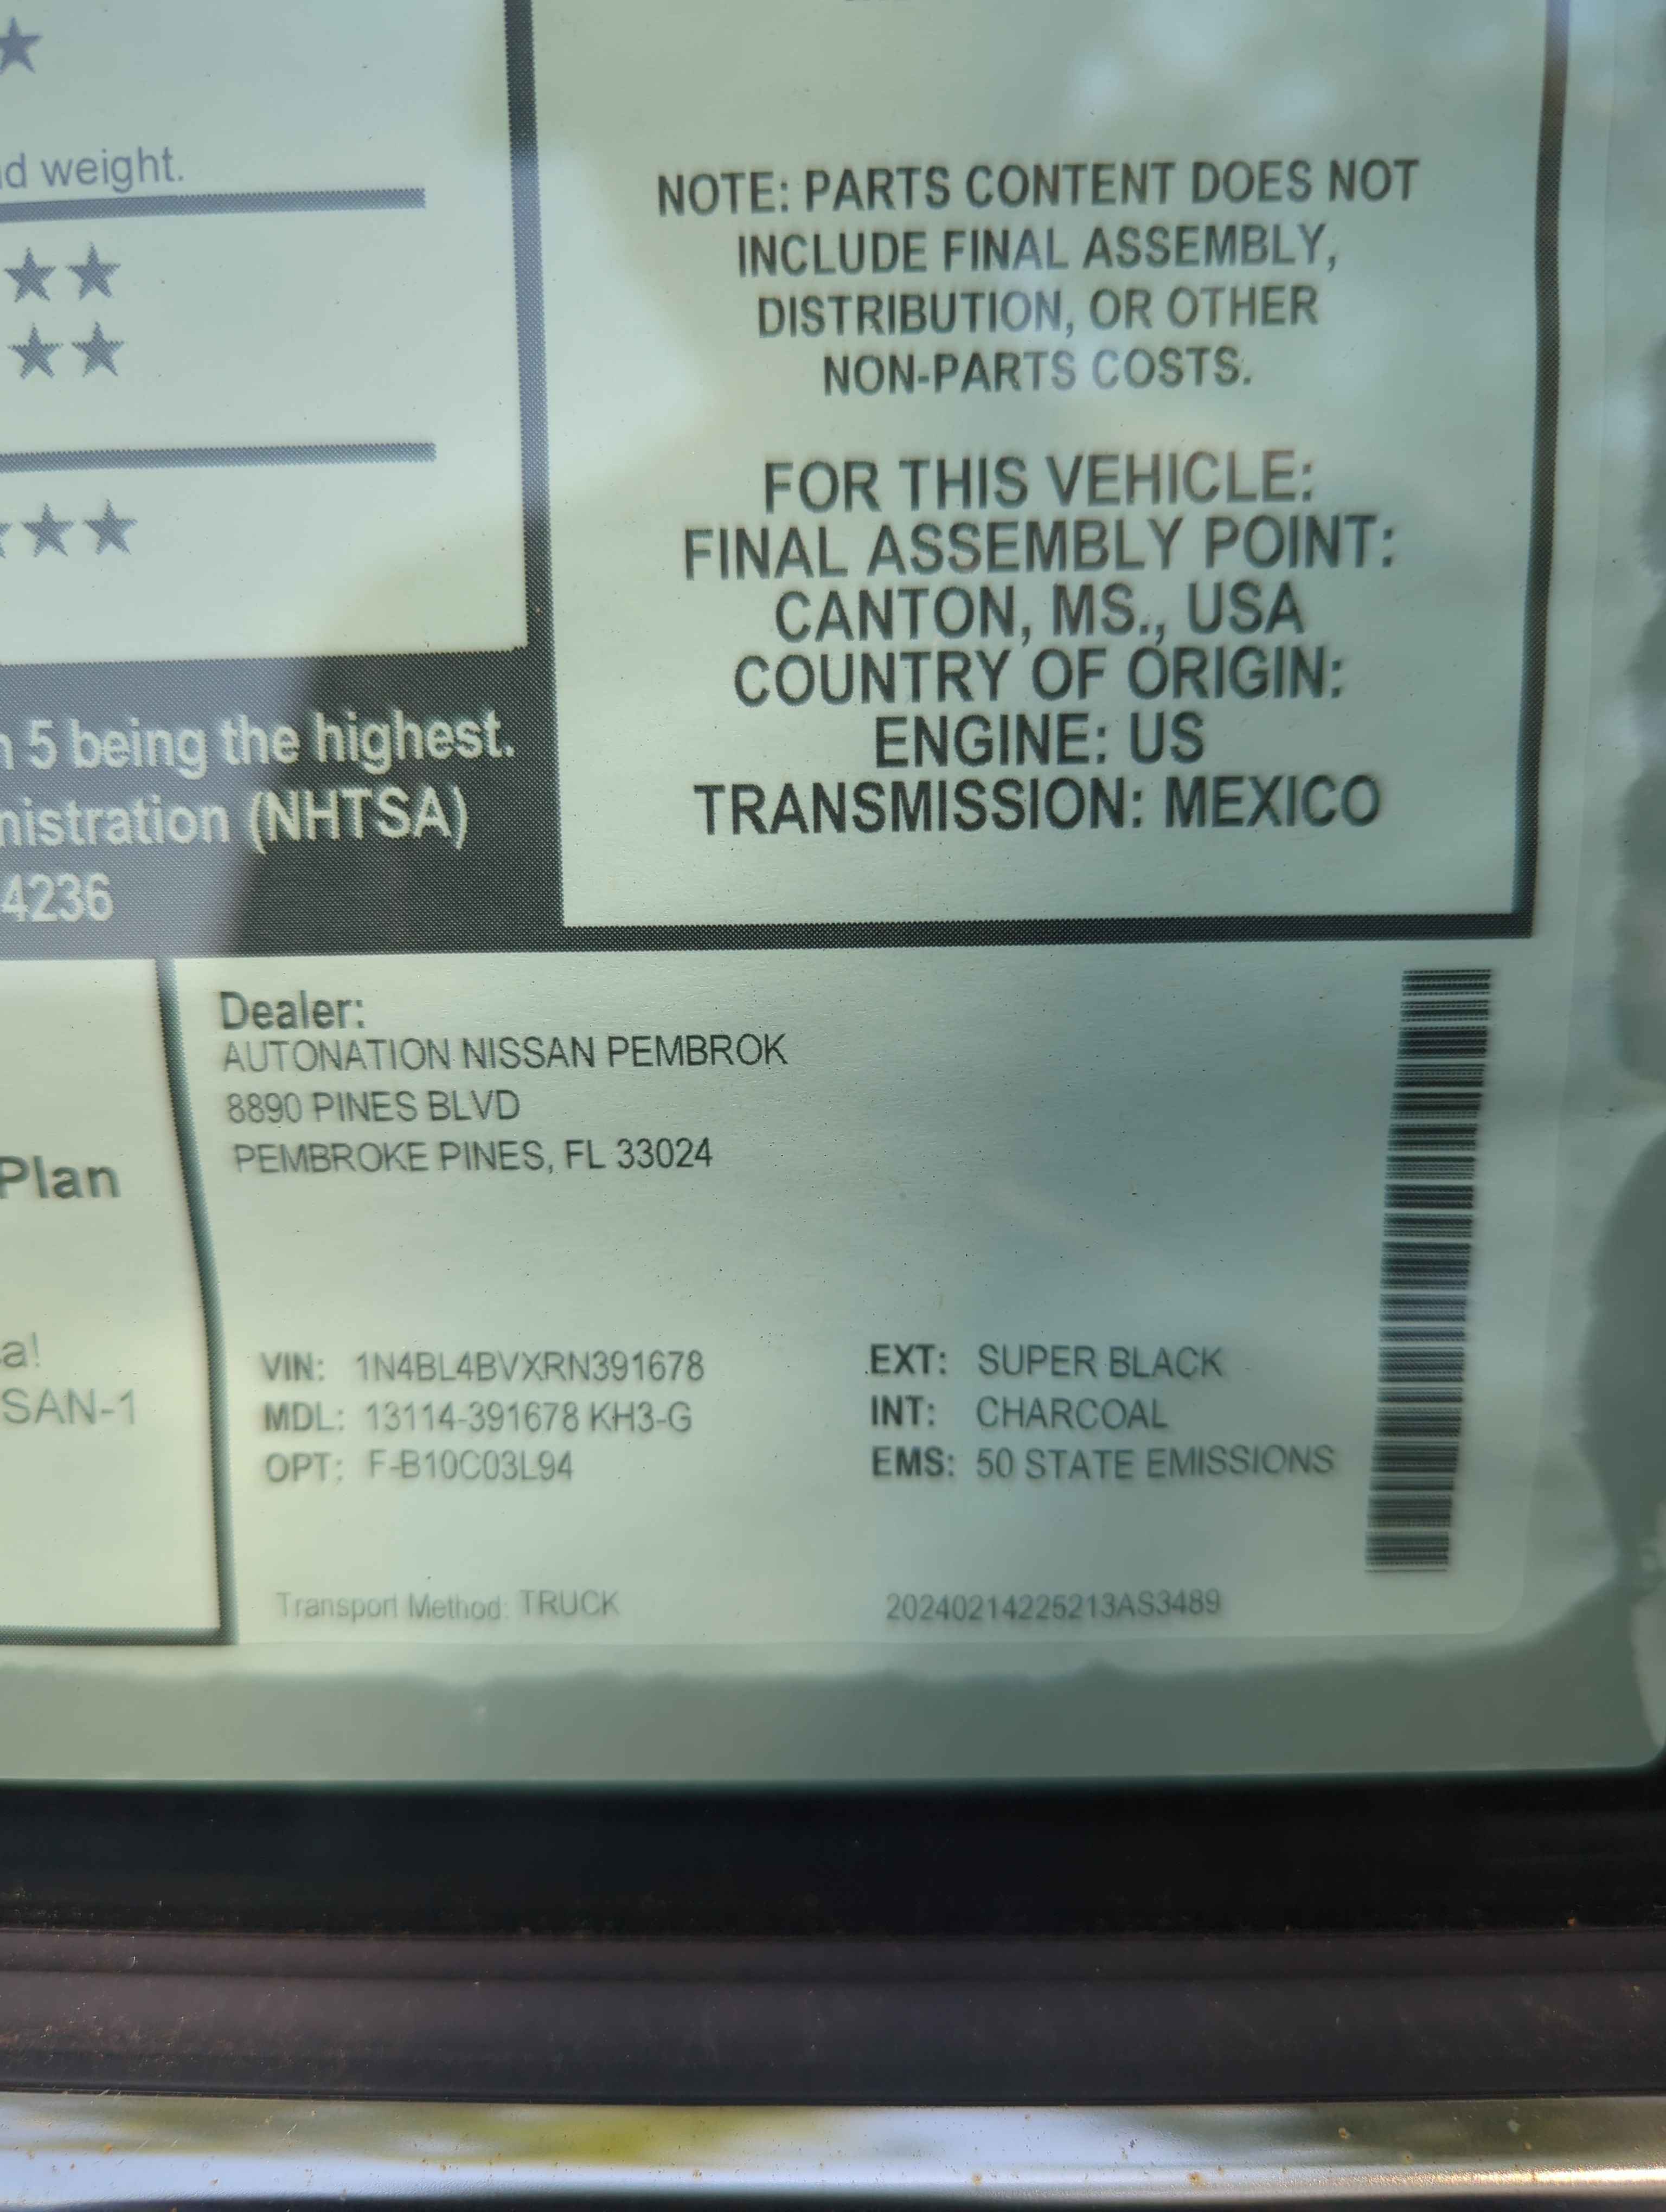 d weight.
NOTE: PARTS CONTENT DOES NOT
INCLUDE FINAL ASSEMBLY,
DISTRIBUTION, OR OTHER
NON-PARTS COSTS.
FOR THIS VEHICLE:
FINAL ASSEMBLY POINT:
CANTON, MS., USA
COUNTRY OF ORIGIN:
ENGINE: US
TRANSMISSION: MEXICO
5 being the highest.
nistration (NHTSA)
4236
Plan
a!
SAN-1
Dealer:
AUTONATION NISSAN PEMBROK
8890 PINES BLVD
PEMBROKE PINES, FL 33024
VIN: 1N4BL4BVXRN391678
MDL: 13114-391678 KH3-G
OPT: F-B10C03L94
EXT: SUPER BLACK
INT: CHARCOAL
EMS: 50 STATE EMISSIONS
Transport Method: TRUCK
20240214225213AS3489